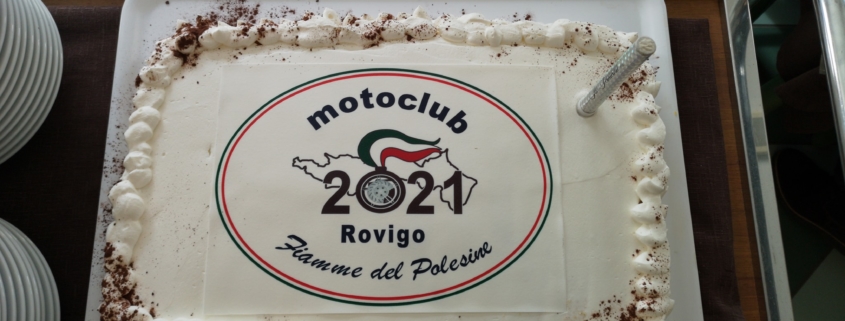 motoclub
2021
Rovigo
Fiamme del Polesine